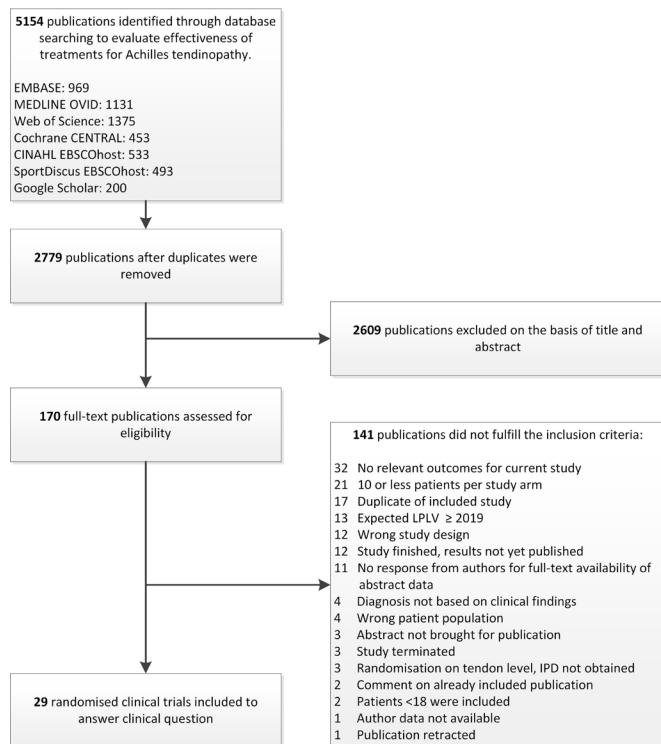 5154 publications identified through database
searching to evaluate effectiveness of
treatments for Achilles tendinopathy.
EMBASE: 969
MEDLINE OVID: 1131
Web of Science: 1375
Cochrane CENTRAL: 453
CINAHL EBSCOhost: 533
SportDiscus EBSCOhost: 493
Google Scholar: 200
2779 publications after duplicates were
removed
2609 publications excluded on the basis of title and
abstract
170 full-text publications assessed for
eligibility
141 publications did not fulfill the inclusion criteria:
32 No relevant outcomes for current study
21 10 or less patients per study arm
17 Duplicate of included study
13 Expected LPLV ≥ 2019
12 Wrong study design
12 Study finished, results not yet published
11 No response from authors for full-text availability of
abstract data
4 Diagnosis not based on clinical findings
4 Wrong patient population
3 Abstract not brought for publication
3 Study terminated
3 Randomisation on tendon level, IPD not obtained
2 Comment on already included publication
2 Patients <18 were included
1 Author data not available
1 Publication retracted
29 randomised clinical trials included to
answer clinical question